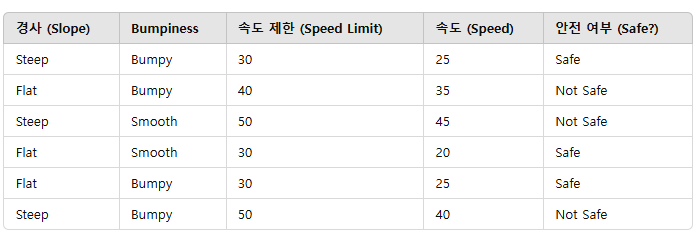 경사 (Slope) Bumpiness 속도 제한 (Speed Limit) 속도 (Speed) 안전 여부 (Safe?)
Steep Bumpy 30 25 Safe
Flat Bumpy 40 35 Not Safe
Steep Smooth 50 45 Not Safe
Flat Smooth 30 20 Safe
Flat Bumpy 30 25 Safe
Steep Bumpy 50 40 Not Safe